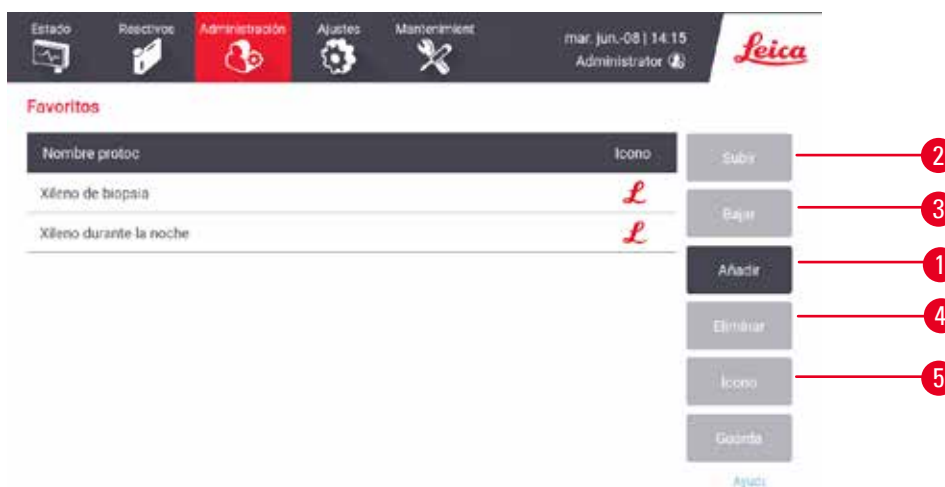 Estado Reactivos Administración Ajustes Mantenimient
mar. jun.-08 | 14:15
Administrator
Leica
Favoritos
Nombre protoc Icono
Xileno de biopsia
Xileno durante la noche
Subir
Bajar
Añadir
Eliminar
Icono
Guarda
Ayuda
2
3
1
4
5